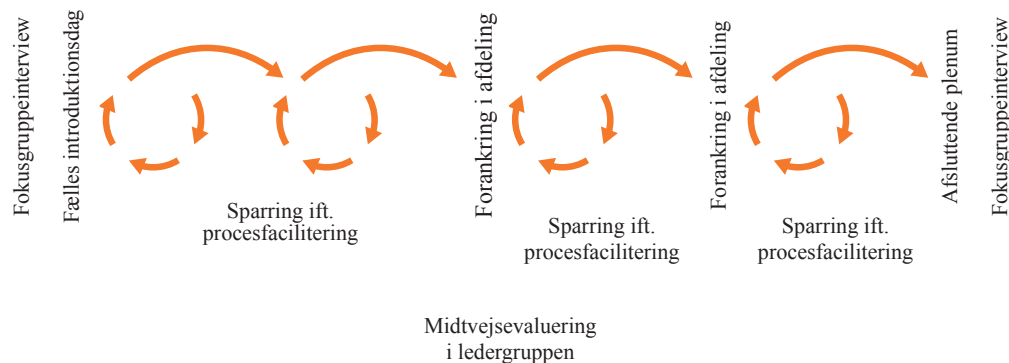 Fokusgruppeinterview
Fælles introduktionsdag
Sparring ift.
procesfacilitering
Forankring i afdeling
Sparring ift.
procesfacilitering
Forankring i afdeling
Sparring ift.
procesfacilitering
Afsluttende plenum
Fokusgruppeinterview
Midtvejsevaluering
i ledergruppen